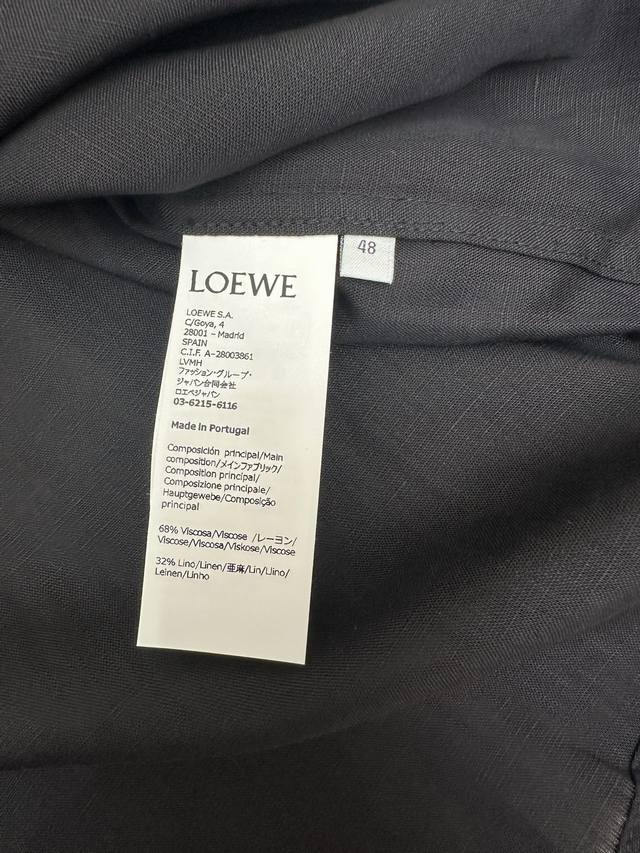 48
LOEWE
LOEWE S.A.
C/Goya, 4
28001 - Madrid
SPAIN
C.I.F. A-28003861
LVMH
ファッション・グループ・
ジャパン合同会社
ロエベジャパン
03-6215-6116
Made in Portugal
Composición principal/Main
composition/メインファブリック/
Composition principal/
Composizione principale/
Hauptgewebe/Composição
principal
68% Viscosa/Viscose /レーヨン/
Viscose/Viscosa/Viskose/Viscose
32% Lino/Linen/亜麻/Lin/Llino/
Leinen/Linho